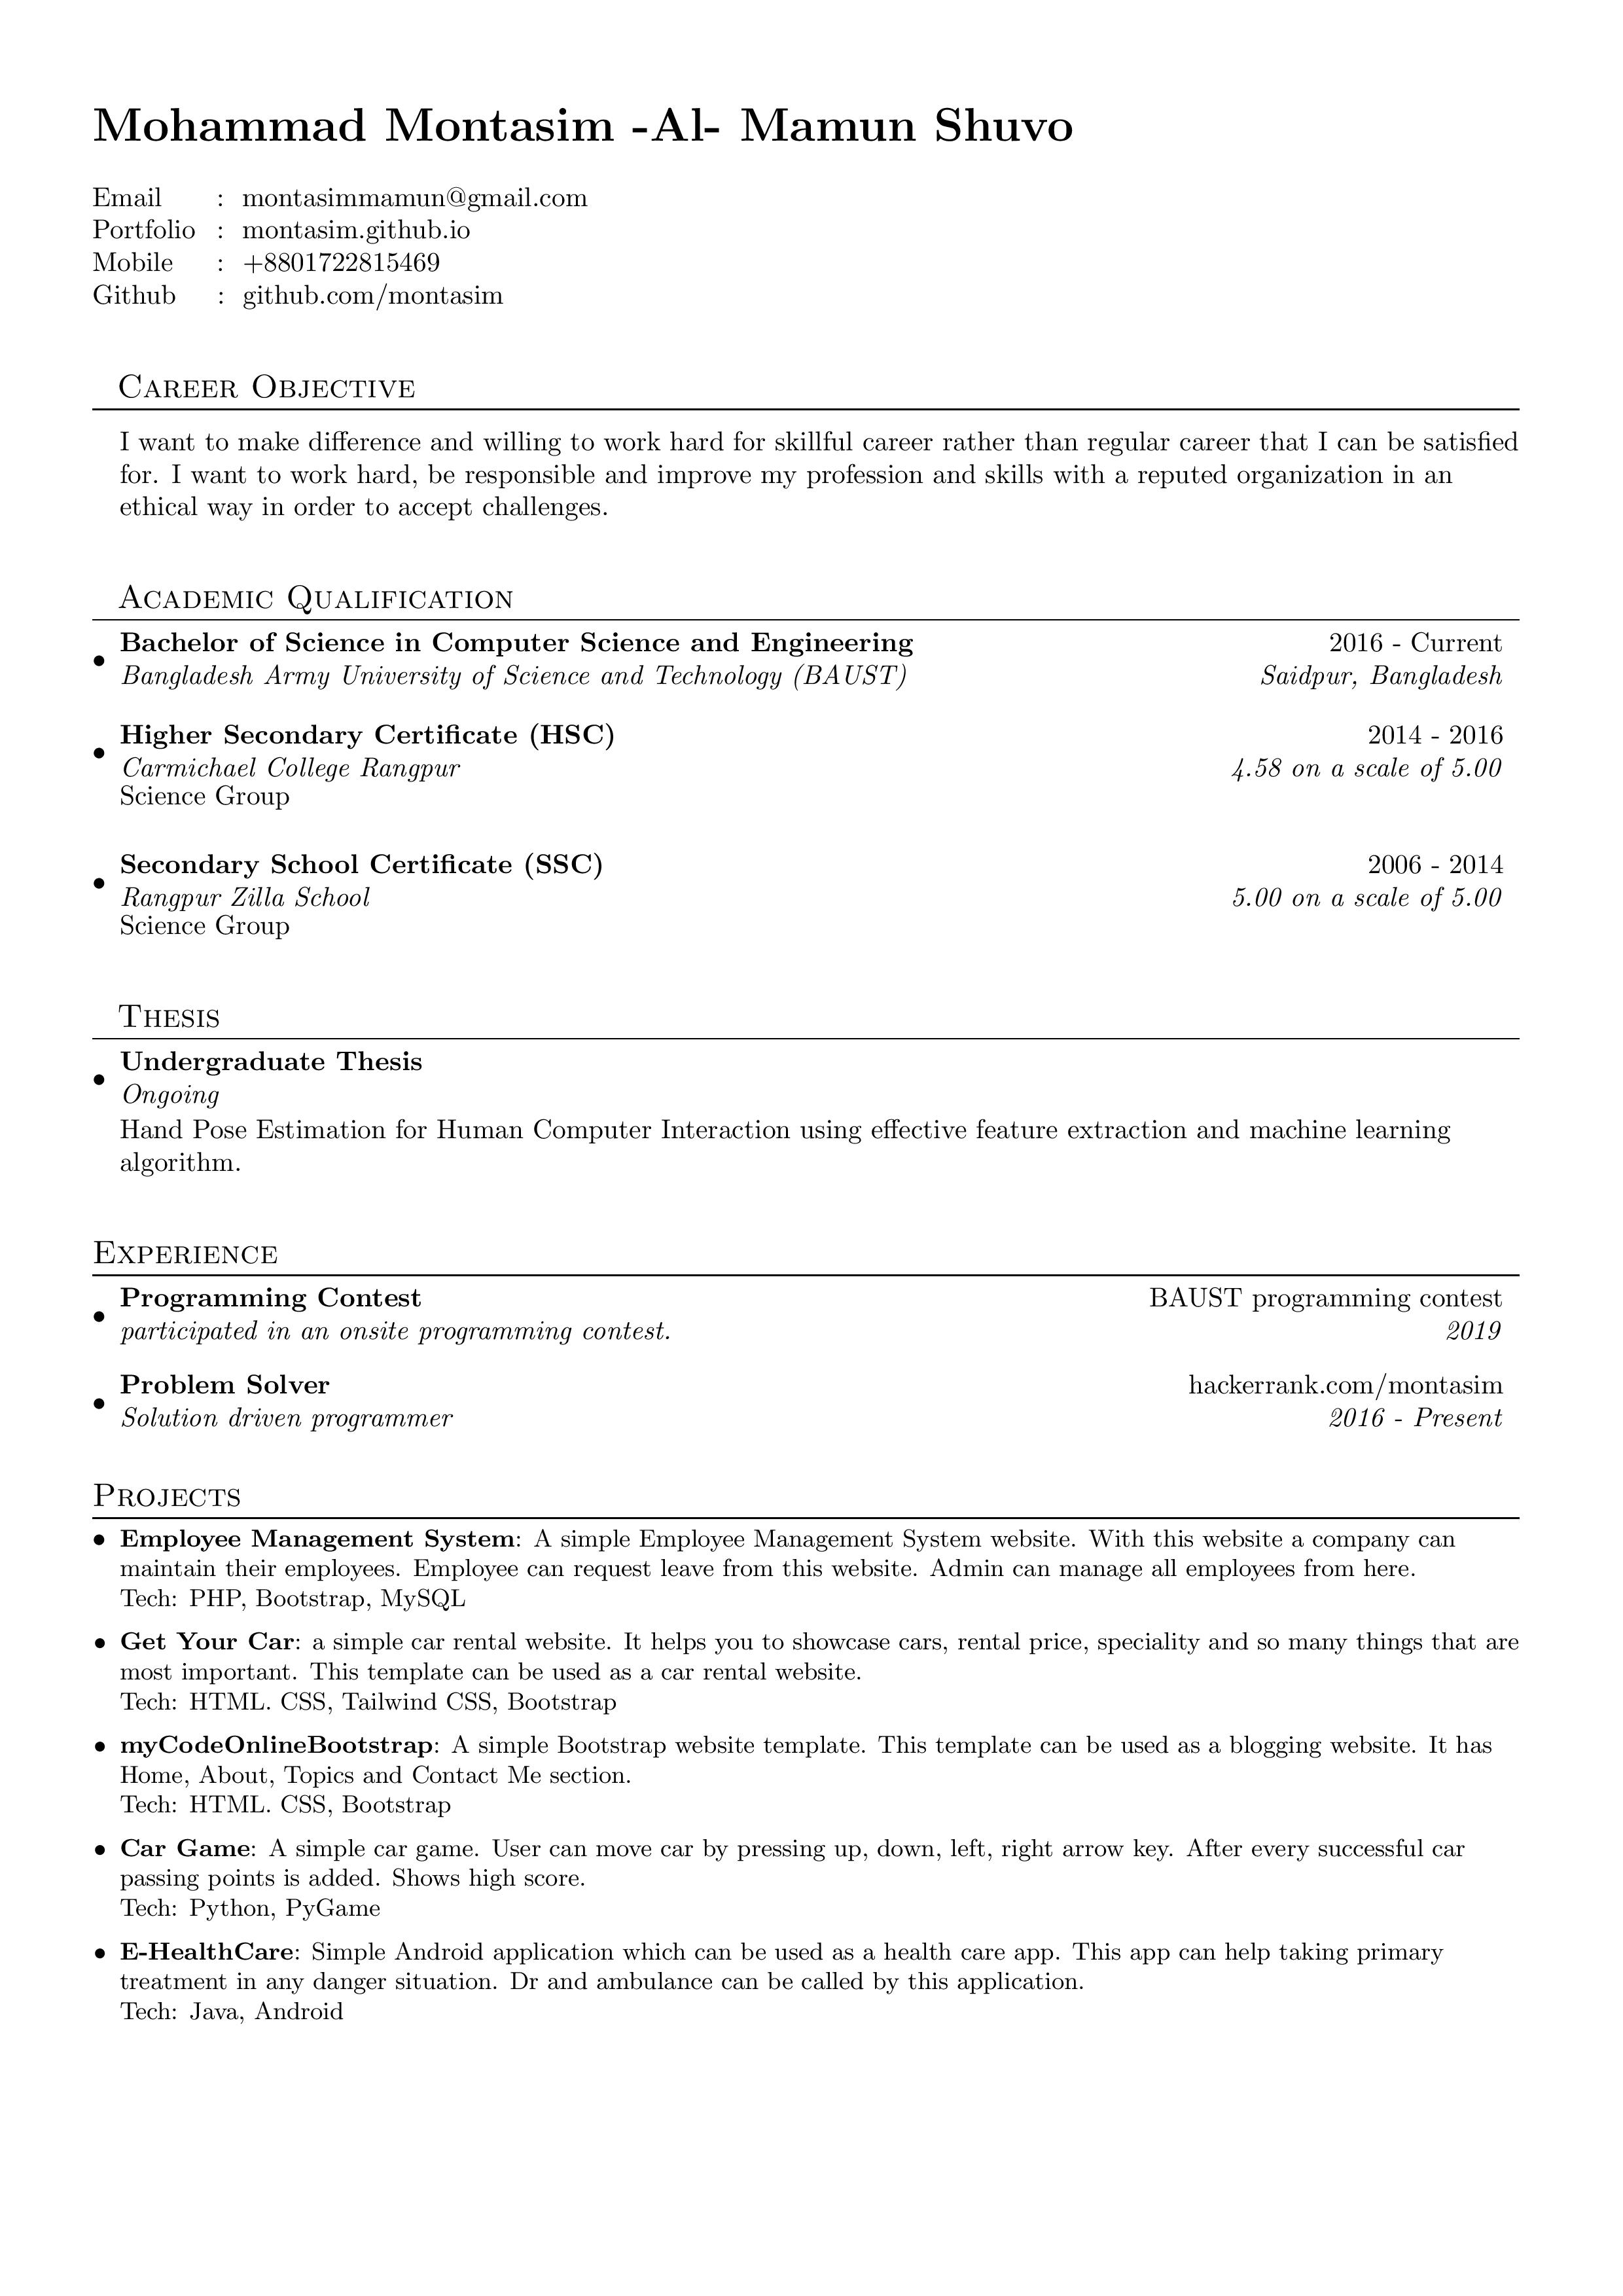 Mohammad Montasim -Al- Mamun Shuvo
Email : montasimmamun@gmail.com
Portfolio : montasim.github.io
Mobile : +8801722815469
Github : github.com/montasim
Career Objective
I want to make difference and willing to work hard for skillful career rather than regular career that I can be satisfied
for. I want to work hard, be responsible and improve my profession and skills with a reputed organization in an
ethical way in order to accept challenges.
Academic Qualification
• Bachelor of Science in Computer Science and Engineering 2016 - Current
Bangladesh Army University of Science and Technology (BAUST) Saidpur, Bangladesh
• Higher Secondary Certificate (HSC) 2014 - 2016
Carmichael College Rangpur 4.58 on a scale of 5.00
Science Group
• Secondary School Certificate (SSC) 2006 - 2014
Rangpur Zilla School 5.00 on a scale of 5.00
Science Group
Thesis
• Undergraduate Thesis
Ongoing
Hand Pose Estimation for Human Computer Interaction using effective feature extraction and machine learning
algorithm.
Experience
• Programming Contest BAUST programming contest
participated in an onsite programming contest. 2019
• Problem Solver hackerrank.com/montasim
Solution driven programmer 2016 - Present
Projects
• Employee Management System: A simple Employee Management System website. With this website a company can
maintain their employees. Employee can request leave from this website. Admin can manage all employees from here.
Tech: PHP, Bootstrap, MySQL
• Get Your Car: a simple car rental website. It helps you to showcase cars, rental price, speciality and so many things that are
most important. This template can be used as a car rental website.
Tech: HTML. CSS, Tailwind CSS, Bootstrap
• myCodeOnlineBootstrap: A simple Bootstrap website template. This template can be used as a blogging website. It has
Home, About, Topics and Contact Me section.
Tech: HTML. CSS, Bootstrap
• Car Game: A simple car game. User can move car by pressing up, down, left, right arrow key. After every successful car
passing points is added. Shows high score.
Tech: Python, PyGame
• E-HealthCare: Simple Android application which can be used as a health care app. This app can help taking primary
treatment in any danger situation. Dr and ambulance can be called by this application.
Tech: Java, Android